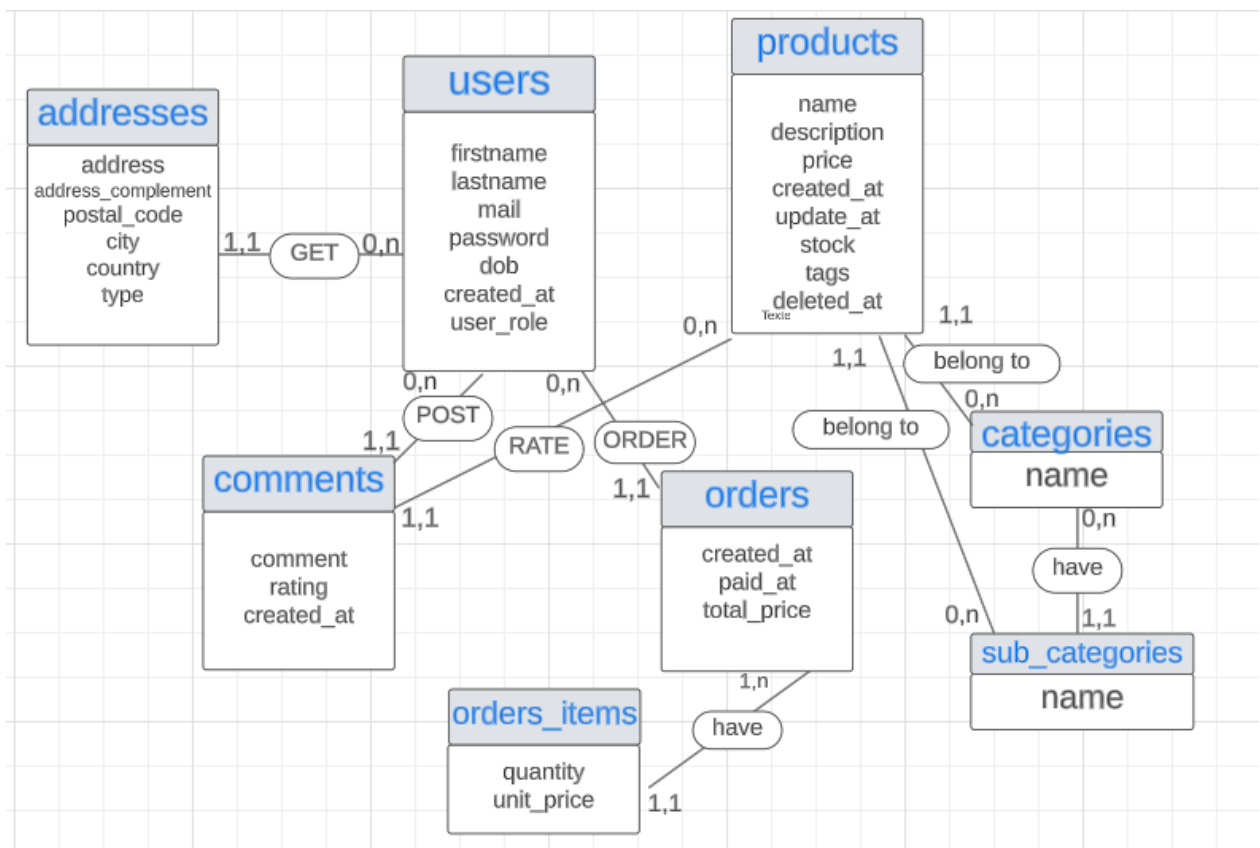 addresses
address
address_complement
postal_code
city
country
type
1,1
GET
0,n
users
firstname
lastname
mail
password
dob
created_at
user_role
products
name
description
price
created_at
update_at
stock
tags
deleted_at
Texte
0,n
1,1
1,1
belong to
0,n
belong to
categories
name
0,n
have
1,1
0,n
sub_categories
name
0,n
POST
1,1
0,n
RATE
ORDER
1,1
1,1
comments
comment
rating
created_at
orders
created_at
paid_at
total_price
1,n
have
1,1
orders_items
quantity
unit_price